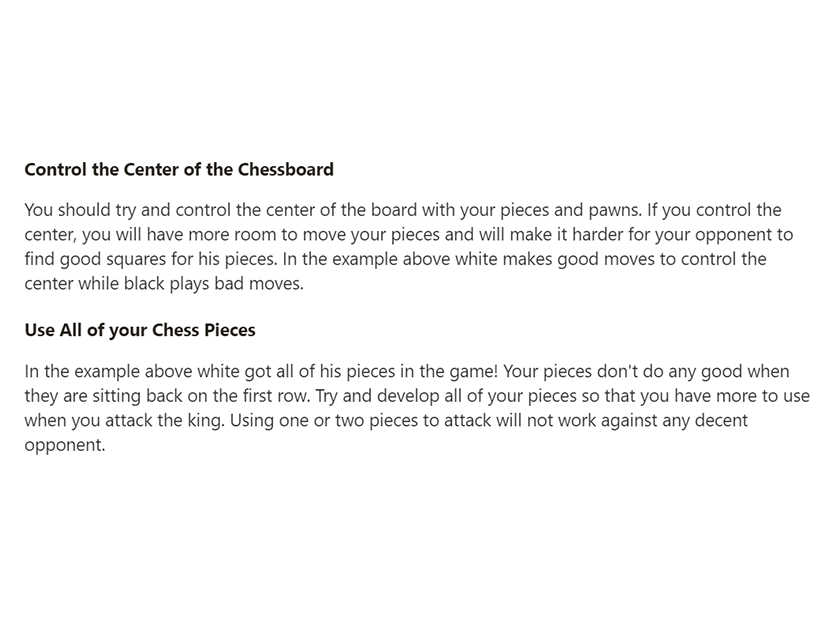 Control the Center of the Chessboard
You should try and control the center of the board with your pieces and pawns. If you control the
center, you will have more room to move your pieces and will make it harder for your opponent to
find good squares for his pieces. In the example above white makes good moves to control the
center while black plays bad moves.
Use All of your Chess Pieces
In the example above white got all of his pieces in the game! Your pieces don't do any good when
they are sitting back on the first row. Try and develop all of your pieces so that you have more to use
when you attack the king. Using one or two pieces to attack will not work against any decent
opponent.